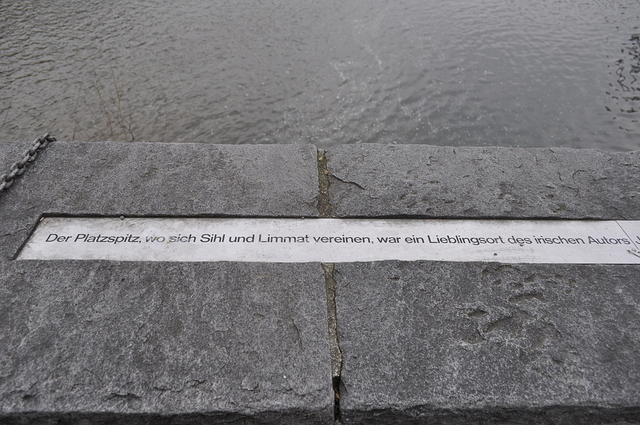 Der Platzspitz, wo sich Sihl und Limmat vereinen, war ein Lieblingsort des irischen Autors